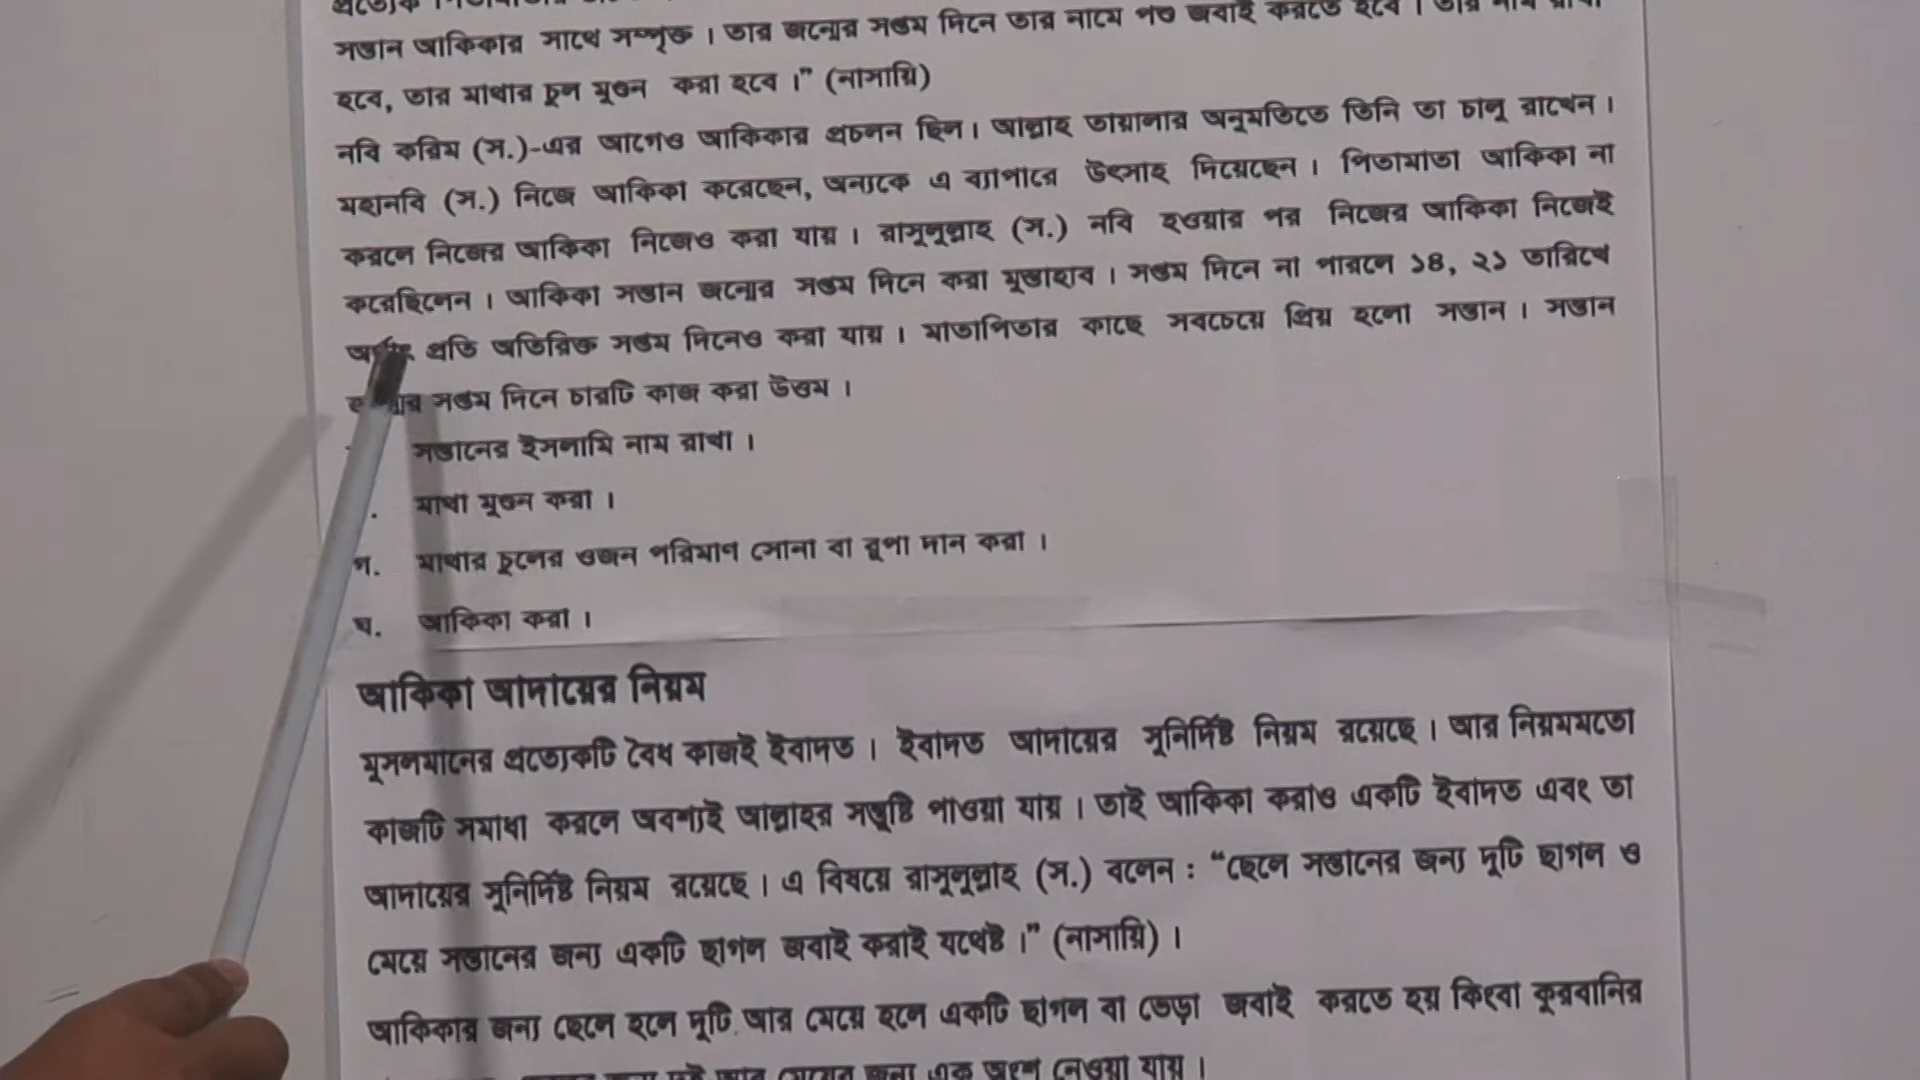 সন্তান আকিকার সাথে সম্পৃক্ত । তার জন্মের সপ্তম দিনে তার নামে পশু জবাই করতে হবে । তার নাম রাখা
হবে, তার মাথার চুল মুণ্ডন করা হবে ।” (নাসায়ি)
নবি করিম (স.)-এর আগেও আকিকার প্রচলন ছিল । আল্লাহ তায়ালার অনুমতিতে তিনি তা চালু রাখেন ।
মহানবি (স.) নিজে আকিকা করেছেন, অন্যকে এ ব্যাপারে উৎসাহ দিয়েছেন । পিতামাতা আকিকা না
করলে নিজের আকিকা নিজেও করা যায় । রাসুলুল্লাহ (স.) নবি হওয়ার পর নিজের আকিকা নিজেই
করেছিলেন । আকিকা সন্তান জন্মের সপ্তম দিনে করা মুস্তাহাব । সপ্তম দিনে না পারলে ১৪, ২১ তারিখে
প্রতি অতিরিক্ত সপ্তম দিনেও করা যায় । মাতাপিতার কাছে সবচেয়ে প্রিয় হলো সন্তান । সন্তান
সপ্তম দিনে চারটি কাজ করা উত্তম ।
সন্তানের ইসলামি নাম রাখা ।
মাথা মুণ্ডন করা ।
গ. মাথার চুলের ওজন পরিমাণ সোনা বা রুপা দান করা ।
ঘ. আকিকা করা ।
আকিকা আদায়ের নিয়ম
মুসলমানের প্রত্যেকটি বৈধ কাজই ইবাদত । ইবাদত আদায়ের সুনির্দিষ্ট নিয়ম রয়েছে । আর নিয়মমতো
কাজটি সমাধা করলে অবশ্যই আল্লাহর সন্তুষ্টি পাওয়া যায় । তাই আকিকা করাও একটি ইবাদত এবং তা
আদায়ের সুনির্দিষ্ট নিয়ম রয়েছে । এ বিষয়ে রাসুলুল্লাহ (স.) বলেন : “ছেলে সন্তানের জন্য দুটি ছাগল ও
মেয়ে সন্তানের জন্য একটি ছাগল জবাই করাই যথেষ্ট ।” (নাসায়ি) ।
আকিকার জন্য ছেলে হলে দুটি আর মেয়ে হলে একটি ছাগল বা ভেড়া জবাই করতে হয় কিংবা কুরবানির
দুই আর মেয়ের জন্য এক অংশ নেওয়া যায় ।